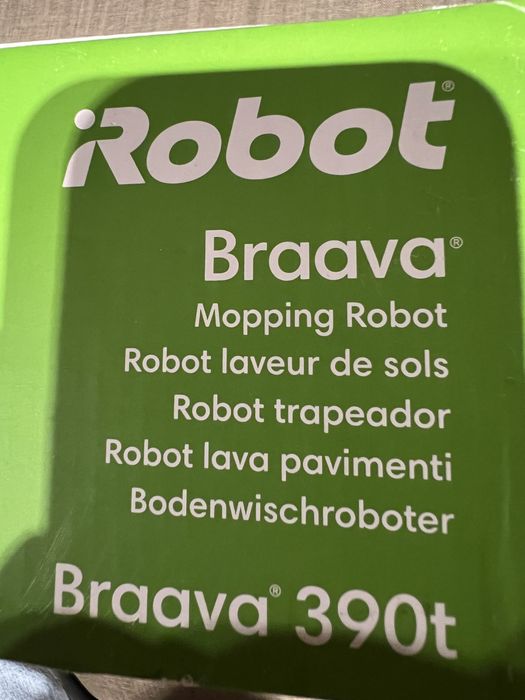 iRobot®
Braava®
Mopping Robot
Robot laveur de sols
Robot trapeador
Robot lava pavimenti
Bodenwischroboter
Braava® 390t